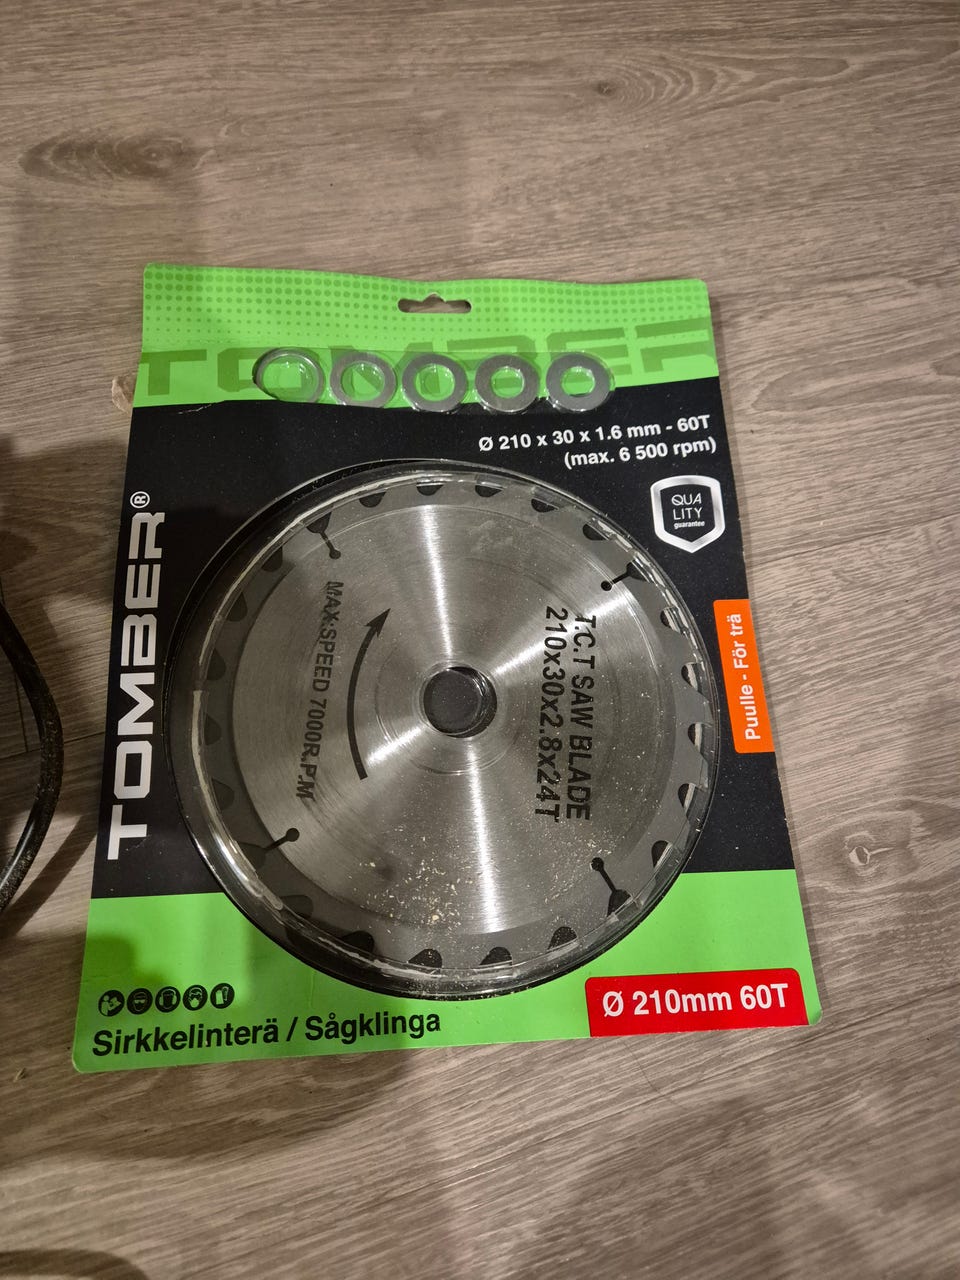 TOMBER
Ø 210 x 30 x 1.6 mm - 60T
(max. 6 500 rpm)
QUA
LITY
guarantee
TOMBER®
MAX.SPEED 7000R.P.M
T.C.T SAW BLADE
210x30x2.8x24T
Puulle - För trä
Ø 210mm 60T
Sirkkelinterä / Sågklinga